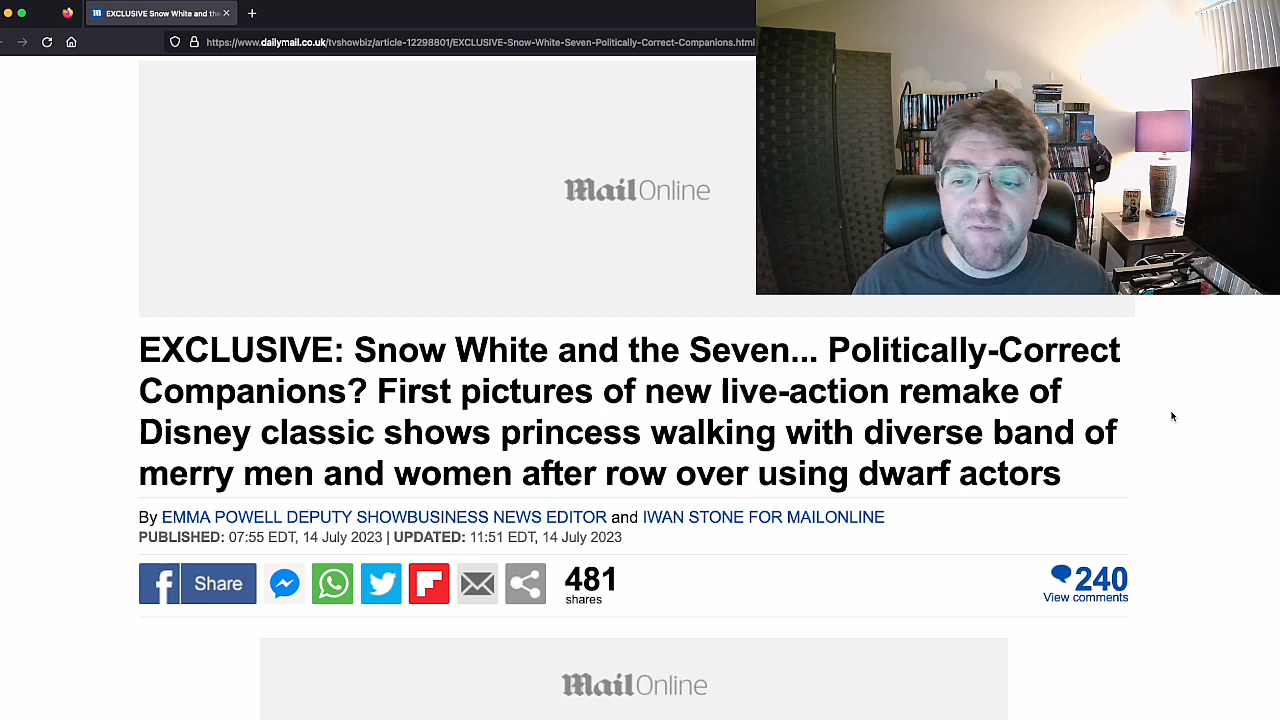 EXCLUSIVE Snow White and the
https://www.dailymail.co.uk/tvshowbiz/article-12298801/EXCLUSIVE-Snow-White-Seven-Politically-Correct-Companions.html
Mail Online
EXCLUSIVE: Snow White and the Seven... Politically-Correct
Companions? First pictures of new live-action remake of
Disney classic shows princess walking with diverse band of
merry men and women after row over using dwarf actors
By EMMA POWELL DEPUTY SHOWBUSINESS NEWS EDITOR and IWAN STONE FOR MAILONLINE
PUBLISHED: 07:55 EDT, 14 July 2023 | UPDATED: 11:51 EDT, 14 July 2023
Share
481
shares
240
View comments
Mail Online